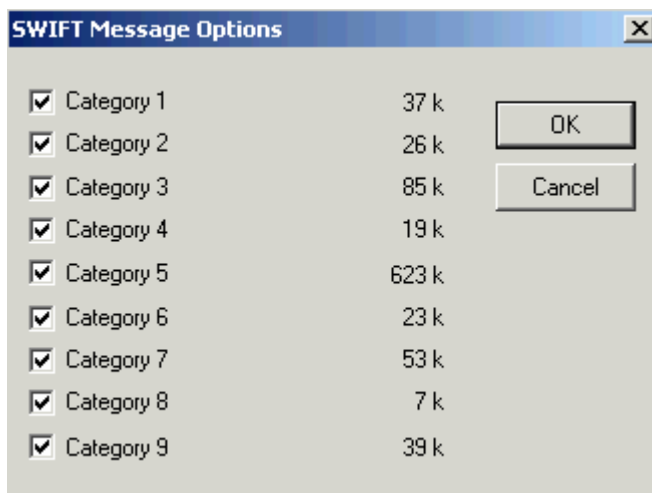 SWIFT Message Options
Category 1 37 k
OK
Category 2 26 k
Category 3 85 k
Cancel
Category 4 19 k
Category 5 623 k
Category 6 23 k
Category 7 53 k
Category 8 7 k
Category 9 39 k